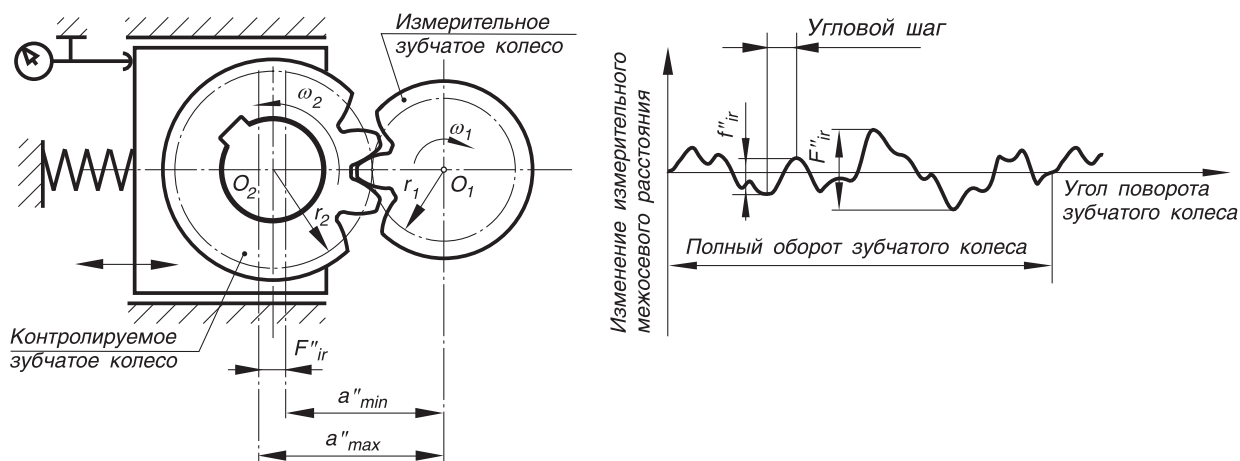 Измерительное
зубчатое колесо
ω2
ω1
O2
r2
r1
O1
Контролируемое
зубчатое колесо
F"ir
a"min
a"max
Изменение измерительного
межосевого расстояния
Угловой шаг
f"ir
F"ir
Угол поворота
зубчатого колеса
Полный оборот зубчатого колеса